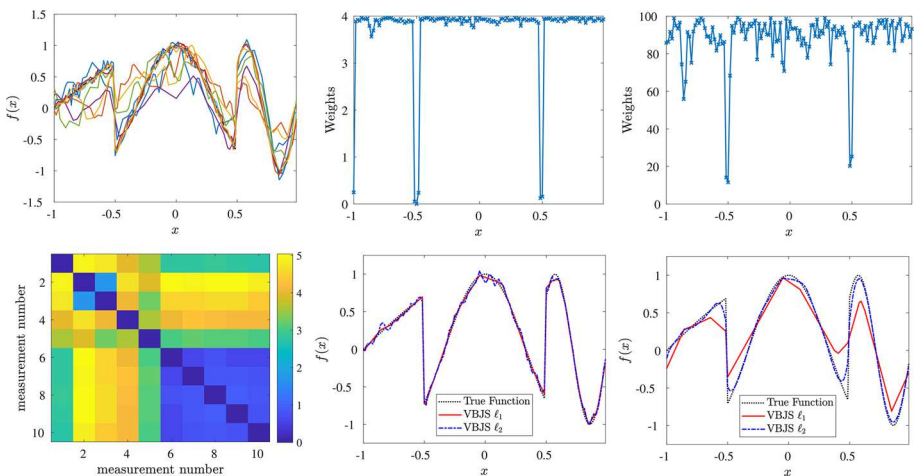 1.5
1
0.5
0
-0.5
-1
-1.5
f(x)
-1 -0.5 0 0.5
x
4
3
2
1
0
Weights
-1 -0.5 0 0.5
x
100
80
60
40
20
0
Weights
-1 -0.5 0 0.5
x
measurement number
2
4
6
8
10
2 4 6 8 10
measurement number
5
4
3
2
1
0
1
0.5
0
-0.5
-1
f(x)
True Function
VBJS ℓ₁
VBJS ℓ₂
-1 -0.5 0 0.5
x
1
0.5
0
-0.5
-1
f(x)
True Function
VBJS ℓ₁
VBJS ℓ₂
-1 -0.5 0 0.5
x